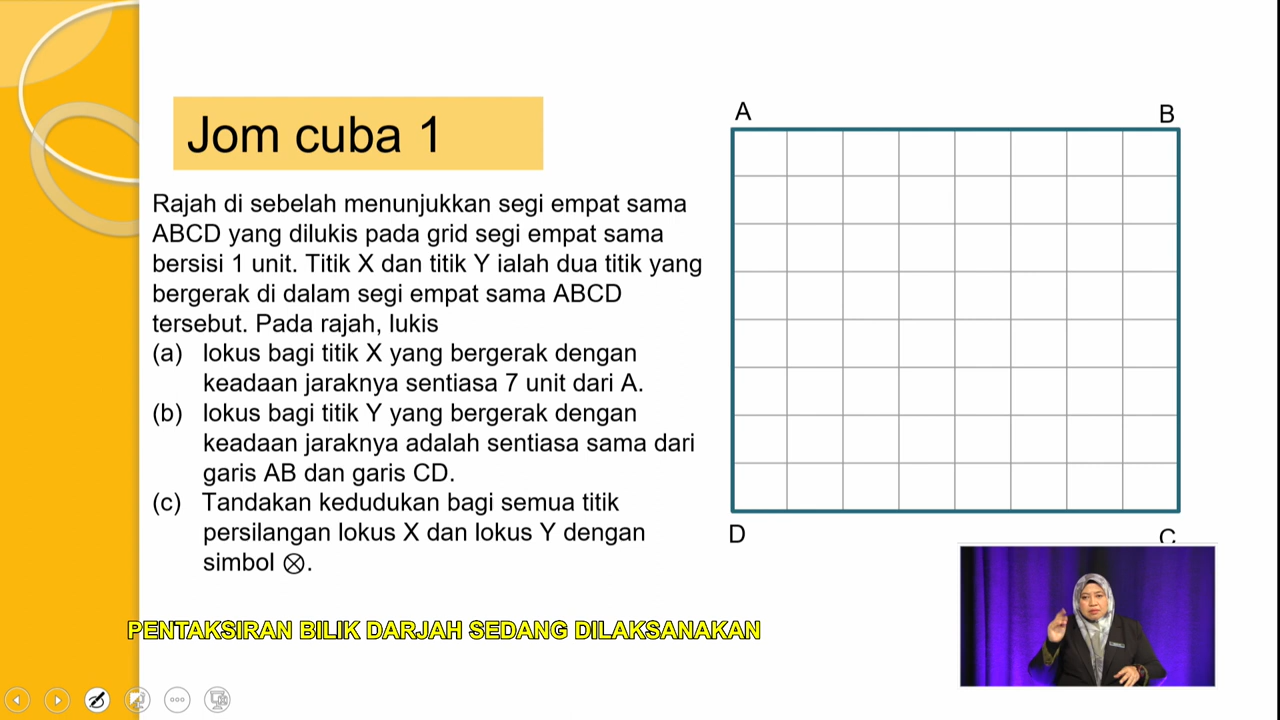 Jom cuba 1
Rajah di sebelah menunjukkan segi empat sama
ABCD yang dilukis pada grid segi empat sama
bersisi 1 unit. Titik X dan titik Y ialah dua titik yang
bergerak di dalam segi empat sama ABCD
tersebut. Pada rajah, lukis
(a) lokus bagi titik X yang bergerak dengan
keadaan jaraknya sentiasa 7 unit dari A.
(b) lokus bagi titik Y yang bergerak dengan
keadaan jaraknya adalah sentiasa sama dari
garis AB dan garis CD.
(c) Tandakan kedudukan bagi semua titik
persilangan lokus X dan lokus Y dengan
simbol ⊗.
A
B
D
C
PENTAKSIRAN BILIK DARJAH SEDANG DILAKSANAKAN